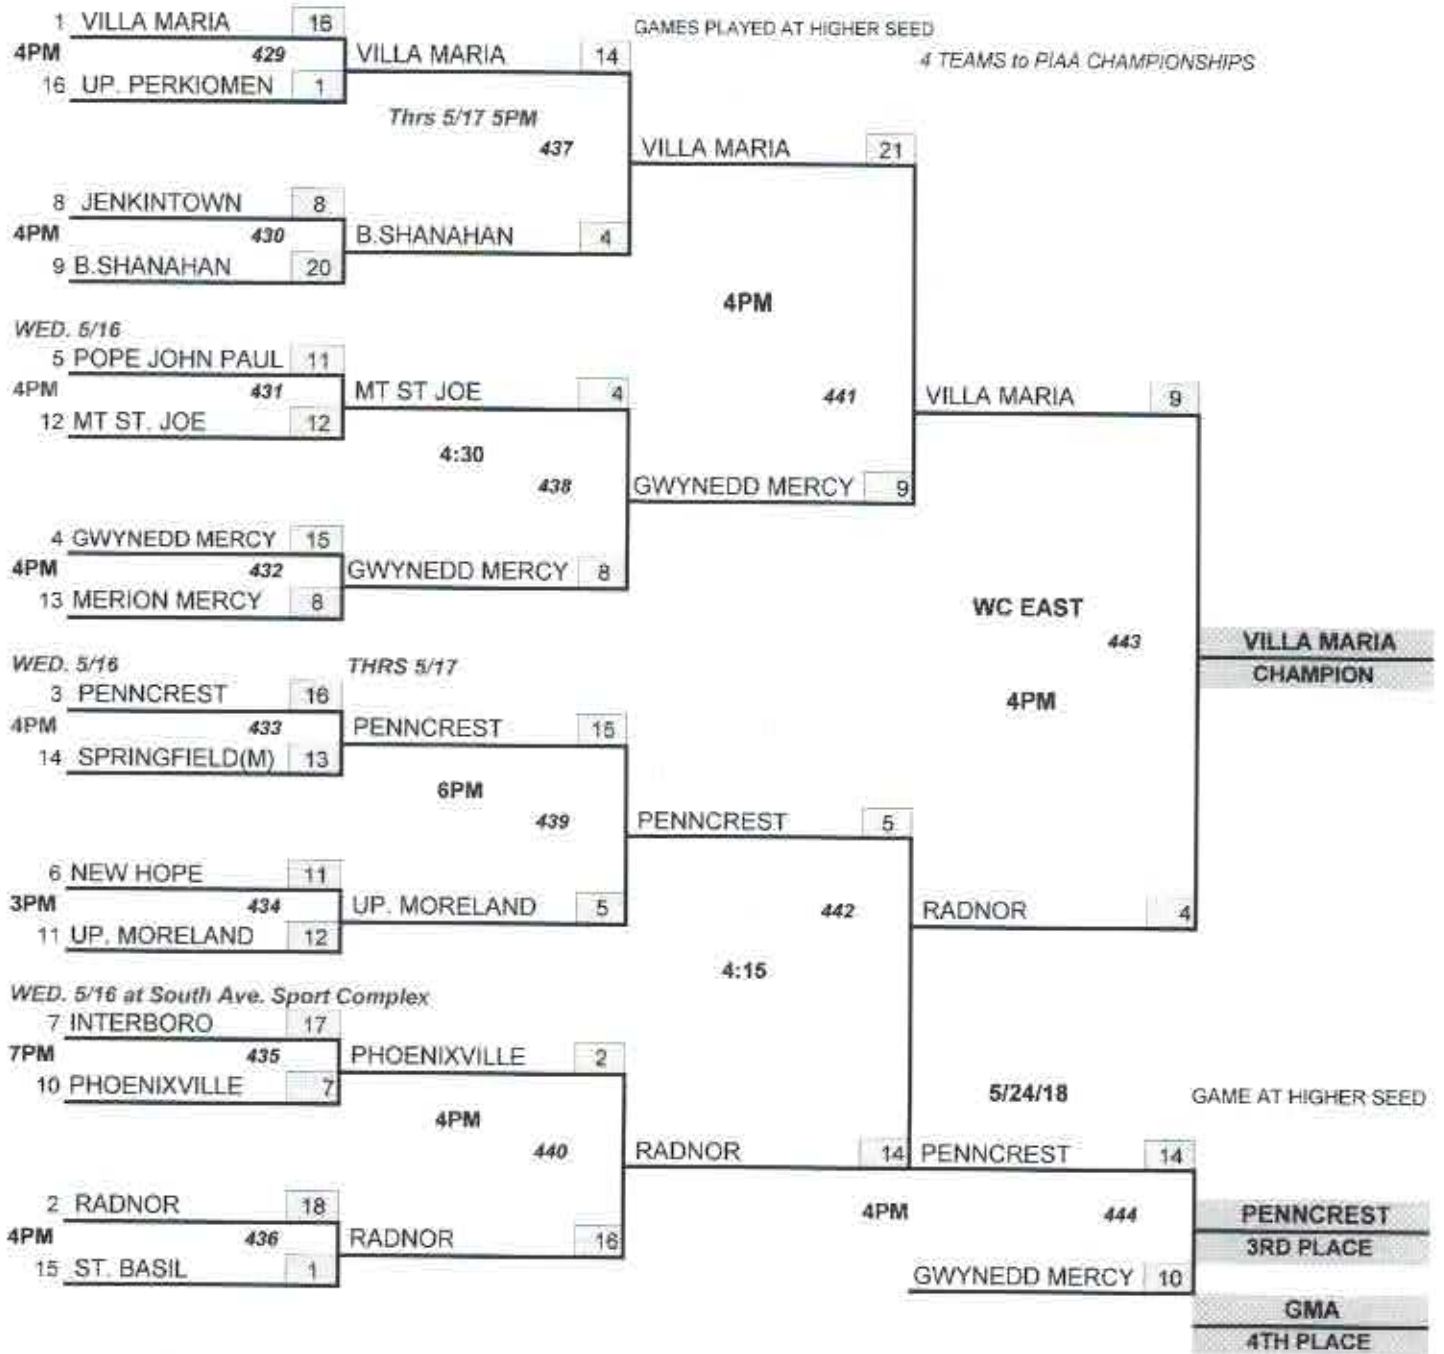 GAMES PLAYED AT HIGHER SEED
4 TEAMS to PIAA CHAMPIONSHIPS
1 VILLA MARIA 16
4PM 429
16 UP. PERKIOMEN 1
VILLA MARIA 14
Thrs 5/17 5PM
437
8 JENKINTOWN 8
4PM 430
9 B.SHANAHAN 20
B.SHANAHAN 4
VILLA MARIA 21
4PM
441
WED. 5/16
5 POPE JOHN PAUL 11
4PM 431
12 MT ST. JOE 12
MT ST JOE 4
4:30
438
4 GWYNEDD MERCY 15
4PM 432
13 MERION MERCY 8
GWYNEDD MERCY 8
GWYNEDD MERCY 9
VILLA MARIA 9
WC EAST
443
4PM
VILLA MARIA
CHAMPION
WED. 5/16
THRS 5/17
3 PENNCREST 16
4PM 433
14 SPRINGFIELD(M) 13
PENNCREST 15
6PM
439
6 NEW HOPE 11
3PM 434
11 UP. MORELAND 12
UP. MORELAND 5
PENNCREST 5
442
4:15
RADNOR 4
WED. 5/16 at South Ave. Sport Complex
7 INTERBORO 17
7PM 435
10 PHOENIXVILLE 7
PHOENIXVILLE 2
4PM
440
2 RADNOR 18
4PM 436
15 ST. BASIL 1
RADNOR 16
RADNOR 14
5/24/18
GAME AT HIGHER SEED
PENNCREST 14
4PM 444
GWYNEDD MERCY 10
PENNCREST
3RD PLACE
GMA
4TH PLACE